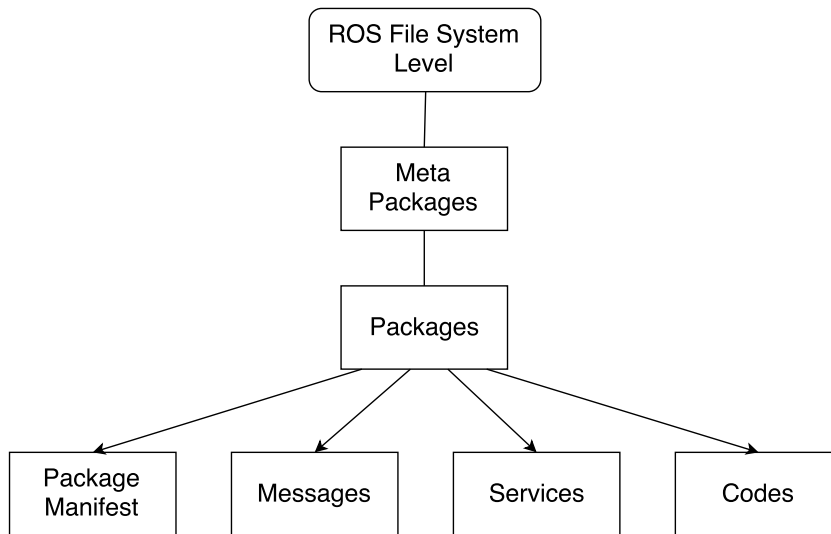 ROS File System
Level
Meta
Packages
Packages
Package
Manifest
Messages
Services
Codes